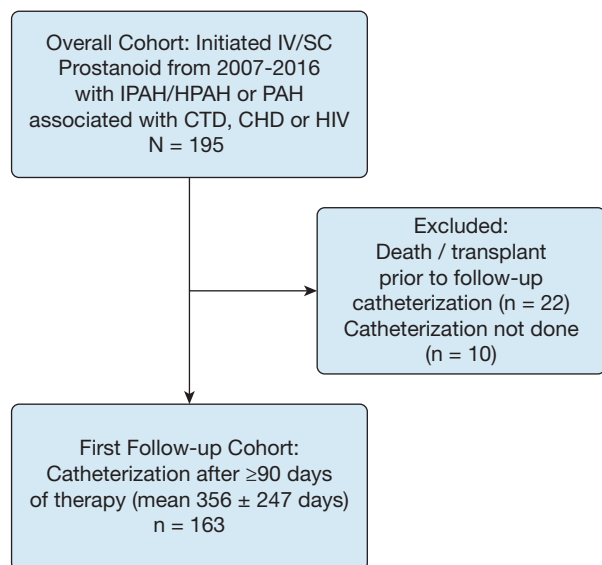 Overall Cohort: Initiated IV/SC
Prostanoid from 2007-2016
with IPAH/HPAH or PAH
associated with CTD, CHD or HIV
N = 195
Excluded:
Death / transplant
prior to follow-up
catheterization (n = 22)
Catheterization not done
(n = 10)
First Follow-up Cohort:
Catheterization after ≥90 days
of therapy (mean 356 ± 247 days)
n = 163